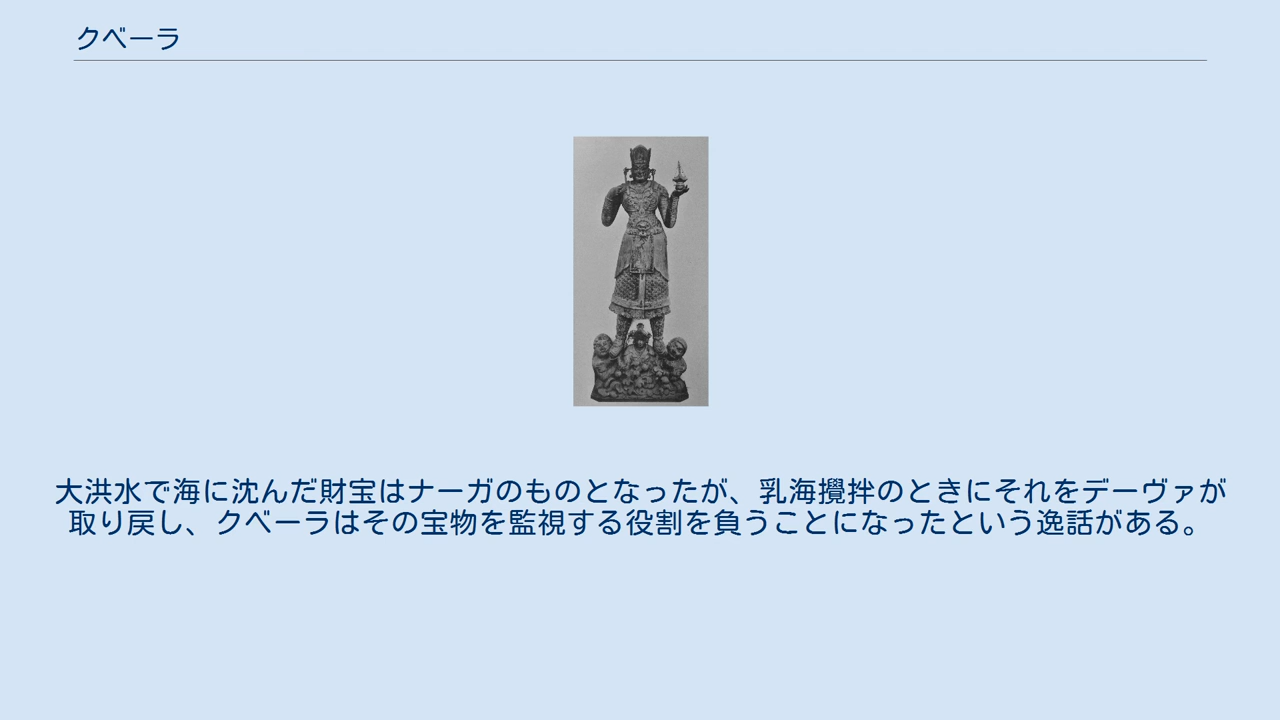 クベーラ
大洪水で海に沈んだ財宝はナーガのものとなったが、乳海攪拌のときにそれをデーヴァが
取り戻し、クベーラはその宝物を監視する役割を負うことになったという逸話がある。